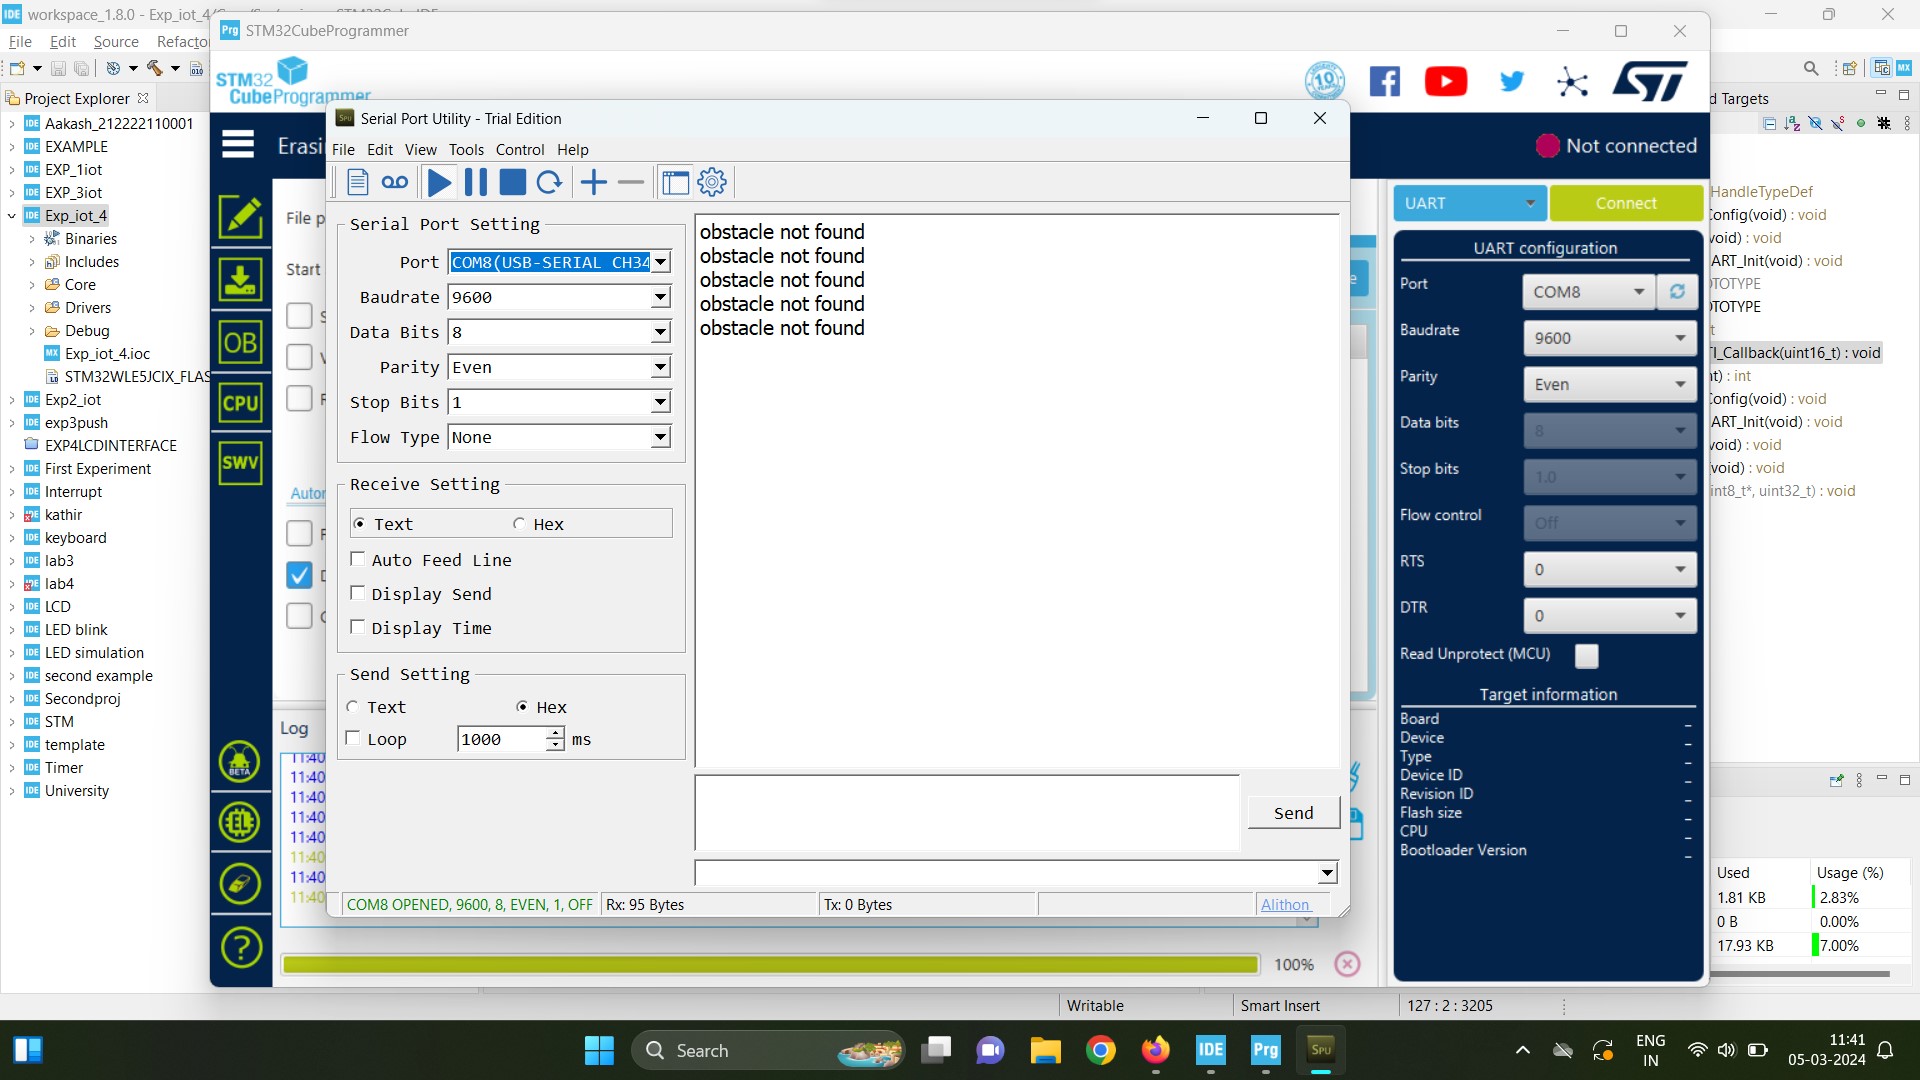 workspace_1.8.0 - Exp_iot_4/
File Edit Source Refacto
Project Explorer
Aakash_212222110001
EXAMPLE
EXP_1iot
EXP_3iot
Exp_iot_4
Binaries
Includes
Core
Drivers
Debug
Exp_iot_4.ioc
STM32WLE5JCIX_FLAS
Exp2_iot
exp3push
EXP4LCDINTERFACE
First Experiment
Interrupt
kathir
keyboard
lab3
lab4
LCD
LED blink
LED simulation
second example
Secondproj
STM
template
Timer
University
Prg STM32CubeProgrammer
STM32
CubeProgrammer
Erasi
File p
Start
OB
CPU
SWV
Autor
BETA
Log
11:40
11:40
11:40
11:40
11:40
11:40
11:40
11:40
100%
Serial Port Utility - Trial Edition
File Edit View Tools Control Help
Serial Port Setting
Port COM8(USB-SERIAL CH34
Baudrate 9600
Data Bits 8
Parity Even
Stop Bits 1
Flow Type None
Receive Setting
Text Hex
Auto Feed Line
Display Send
Display Time
Send Setting
Text Hex
Loop 1000 ms
obstacle not found
obstacle not found
obstacle not found
obstacle not found
obstacle not found
Send
COM8 OPENED, 9600, 8, EVEN, 1, OFF Rx: 95 Bytes Tx: 0 Bytes Alithon
Not connected
UART Connect
UART configuration
Port COM8
Baudrate 9600
Parity Even
Data bits 8
Stop bits 1.0
Flow control Off
RTS 0
DTR 0
Read Unprotect (MCU)
Target information
Board -
Device -
Type -
Device ID -
Revision ID -
Flash size -
CPU -
Bootloader Version -
d Targets
HandleTypeDef
Config(void) : void
void) : void
ART_Init(void) : void
OTOTYPE
OTOTYPE
t
TI_Callback(uint16_t) : void
nt) : int
Config(void) : void
ART_Init(void) : void
void) : void
void) : void
int8_t*, uint32_t) : void
Used Usage (%)
1.81 KB 2.83%
0 B 0.00%
17.93 KB 7.00%
Writable Smart Insert 127 : 2 : 3205
Search
IDE Prg SPU
ENG
IN
11:41
05-03-2024